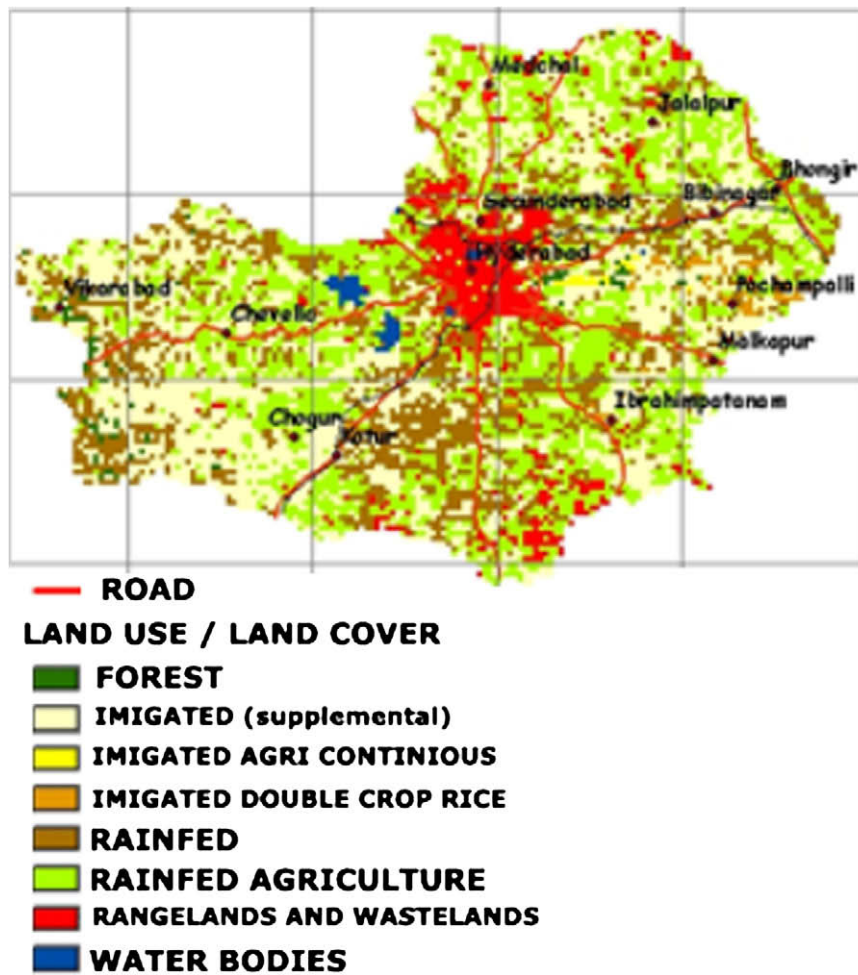 Medchal
Jalalpur
Bhongir
Bibinagar
Secunderabad
Hyderabad
Vikarabad
Pochampalli
Chevella
Malkapur
Ibrahimpatanam
Chogur
ROAD
LAND USE / LAND COVER
FOREST
IMIGATED (supplemental)
IMIGATED AGRI CONTINIOUS
IMIGATED DOUBLE CROP RICE
RAINFED
RAINFED AGRICULTURE
RANGELANDS AND WASTELANDS
WATER BODIES